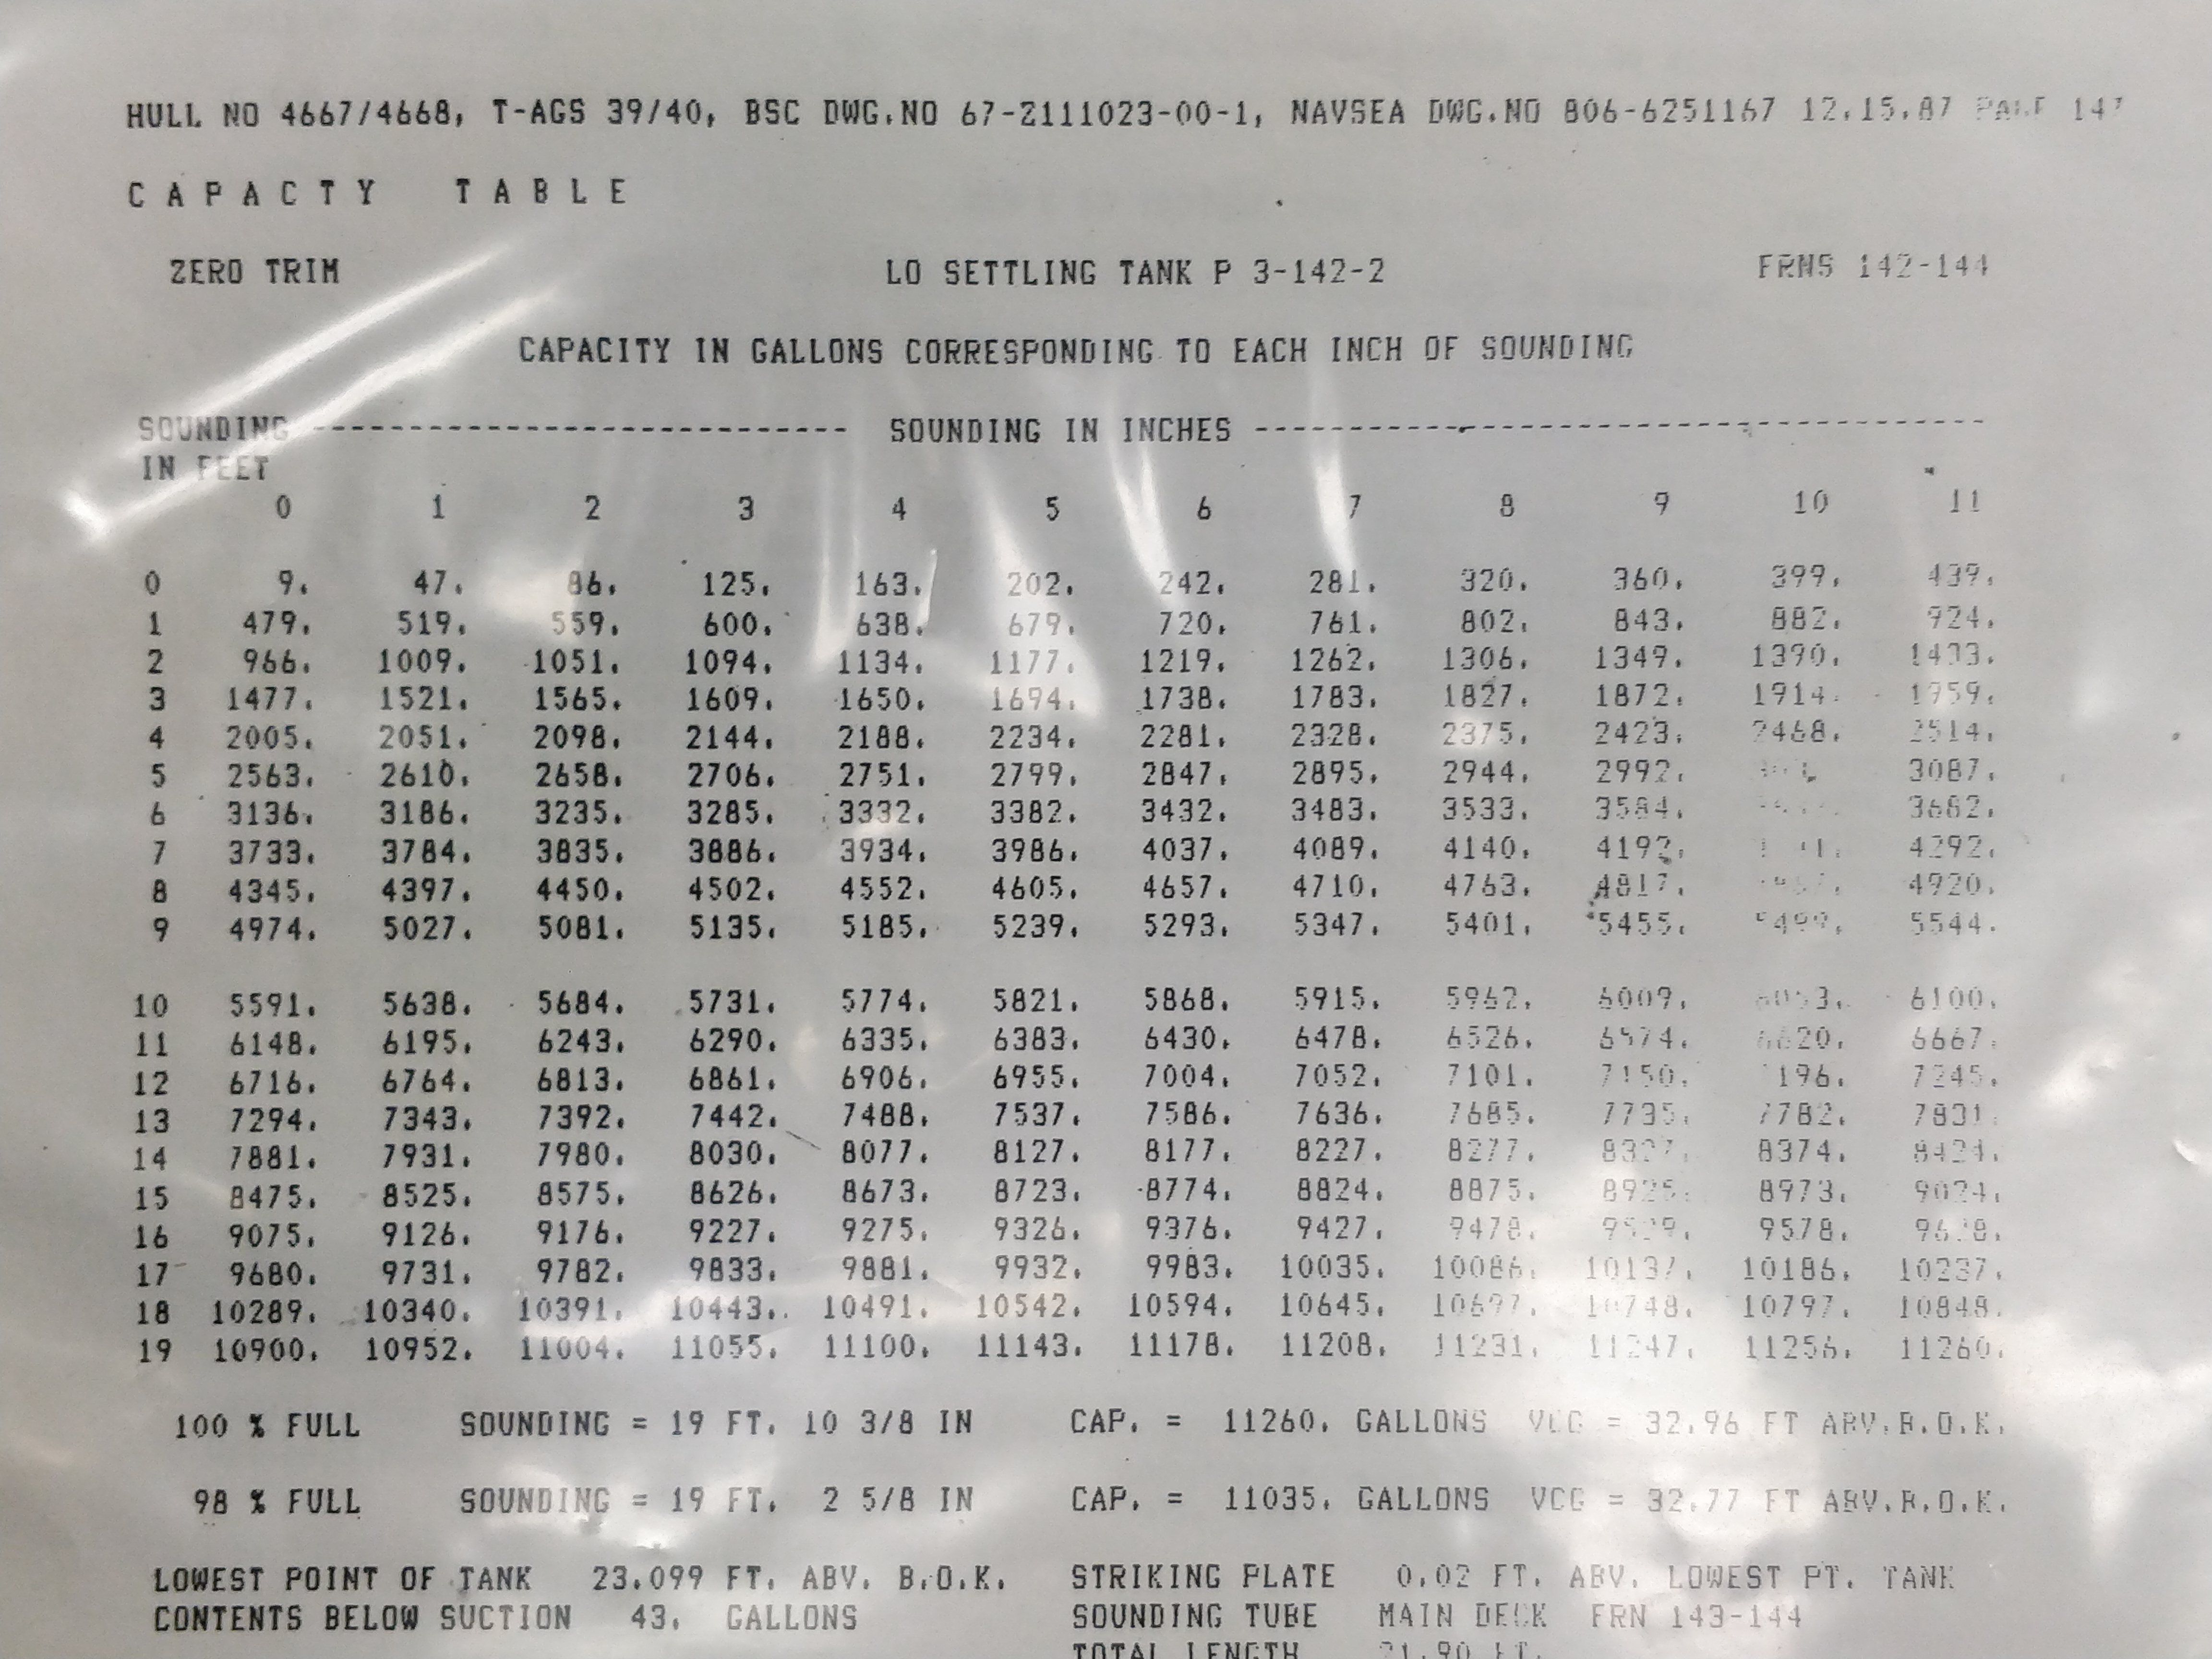 HULL NO 4667/4668, T-AGS 39/40, BSC DWG.NO 67-2111023-00-1, NAVSEA DWG.NO 806-6251167 12.15.87 PAGE 147
C A P A C T Y T A B L E
ZERO TRIM LO SETTLING TANK P 3-142-2 FRNS 142-144
CAPACITY IN GALLONS CORRESPONDING TO EACH INCH OF SOUNDING
SOUNDING ------------------------------- SOUNDING IN INCHES -------------------------------------------
IN FEET
0 1 2 3 4 5 6 7 8 9 10 11
0 9. 47. 86. 125. 163. 202. 242. 281. 320. 360. 399. 439.
1 479. 519. 559. 600. 638. 679. 720. 761. 802. 843. 882. 924.
2 966. 1009. 1051. 1094. 1134. 1177. 1219. 1262. 1306. 1349. 1390. 1433.
3 1477. 1521. 1565. 1609. 1650. 1694. 1738. 1783. 1827. 1872. 1914. 1959.
4 2005. 2051. 2098. 2144. 2188. 2234. 2281. 2328. 2375. 2423. 2468. 2514.
5 2563. 2610. 2658. 2706. 2751. 2799. 2847. 2895. 2944. 2992. 3087.
6 3136. 3186. 3235. 3285. 3332. 3382. 3432. 3483. 3533. 3584. 3682.
7 3733. 3784. 3835. 3886. 3934. 3986. 4037. 4089. 4140. 4192. 4292.
8 4345. 4397. 4450. 4502. 4552. 4605. 4657. 4710. 4763. 4817. 4920.
9 4974. 5027. 5081. 5135. 5185. 5239. 5293. 5347. 5401. 5455. 5544.
10 5591. 5638. 5684. 5731. 5774. 5821. 5868. 5915. 5962. 6009. 6100.
11 6148. 6195. 6243. 6290. 6335. 6383. 6430. 6478. 6526. 6574. 6667.
12 6716. 6764. 6813. 6861. 6906. 6955. 7004. 7052. 7101. 7150. 7245.
13 7294. 7343. 7392. 7442. 7488. 7537. 7586. 7636. 7685. 7735. 7782. 7831.
14 7881. 7931. 7980. 8030. 8077. 8127. 8177. 8227. 8277. 8327. 8374. 8424.
15 8475. 8525. 8575. 8626. 8673. 8723. 8774. 8824. 8875. 8925. 8973. 9024.
16 9075. 9126. 9176. 9227. 9275. 9326. 9376. 9427. 9478. 9529. 9578.
17 9680. 9731. 9782. 9833. 9881. 9932. 9983. 10035. 10086. 10137. 10186. 10237.
18 10289. 10340. 10391. 10443. 10491. 10542. 10594. 10645. 10697. 10748. 10797. 10848.
19 10900. 10952. 11004. 11055. 11100. 11143. 11178. 11208. 11231. 11247. 11256. 11260.
100 % FULL SOUNDING = 19 FT. 10 3/8 IN CAP. = 11260. GALLONS VCG = 32.96 FT ABV.B.O.K.
98 % FULL SOUNDING = 19 FT. 2 5/8 IN CAP. = 11035. GALLONS VCG = 32.77 FT ABV.B.O.K.
LOWEST POINT OF TANK 23.099 FT. ABV. B.O.K. STRIKING PLATE 0.02 FT. ABV. LOWEST PT. TANK
CONTENTS BELOW SUCTION 43. GALLONS SOUNDING TUBE MAIN DECK FRN 143-144
TOTAL LENGTH